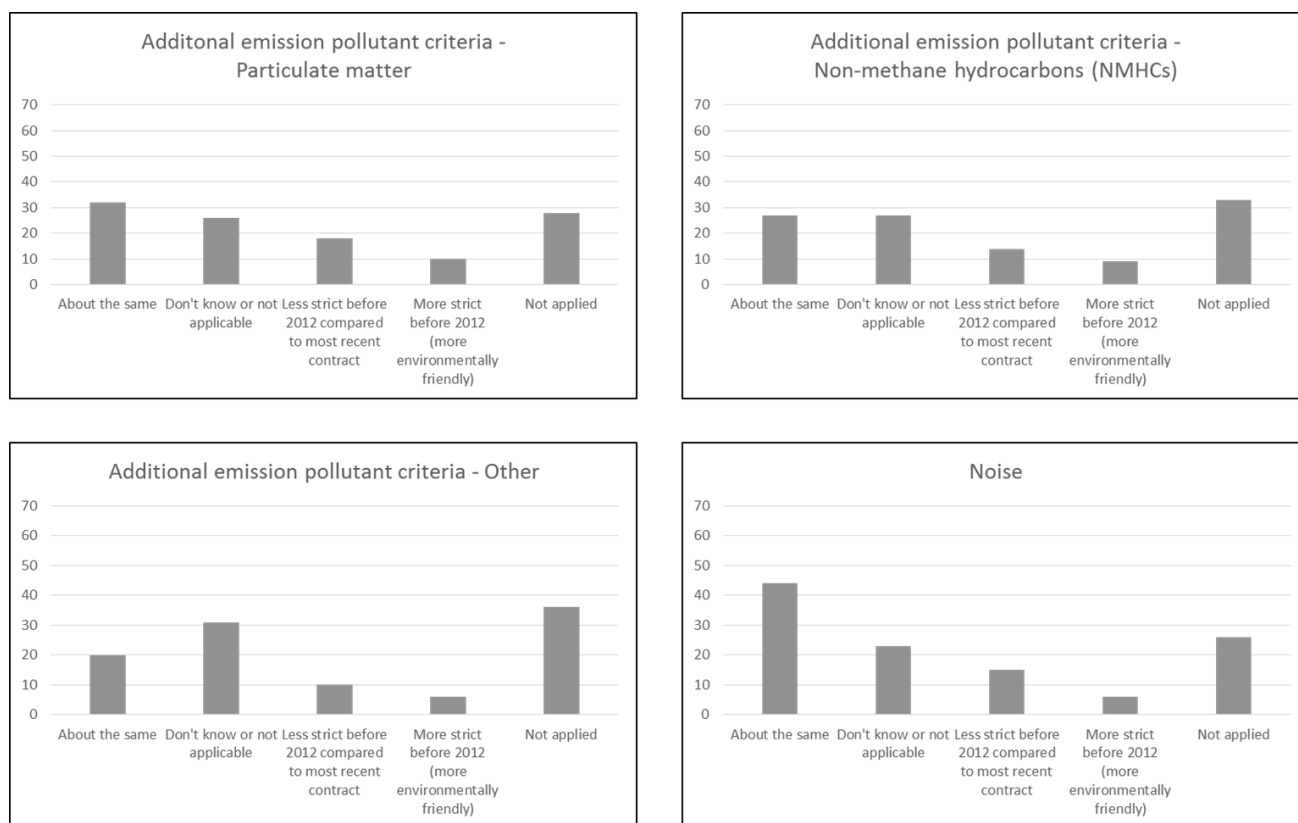 Additonal emission pollutant criteria -
Particulate matter
70
60
50
40
30
20
10
0
About the same
Don't know or not
applicable
Less strict before
2012 compared
to most recent
contract
More strict
before 2012
(more
environmentally
friendly)
Not applied
Additional emission pollutant criteria -
Non-methane hydrocarbons (NMHCs)
70
60
50
40
30
20
10
0
About the same
Don't know or not
applicable
Less strict before
2012 compared
to most recent
contract
More strict
before 2012
(more
environmentally
friendly)
Not applied
Additional emission pollutant criteria - Other
70
60
50
40
30
20
10
0
About the same
Don't know or not
applicable
Less strict before
2012 compared
to most recent
contract
More strict
before 2012
(more
environmentally
friendly)
Not applied
Noise
70
60
50
40
30
20
10
0
About the same
Don't know or not
applicable
Less strict before
2012 compared
to most recent
contract
More strict
before 2012
(more
environmentally
friendly)
Not applied